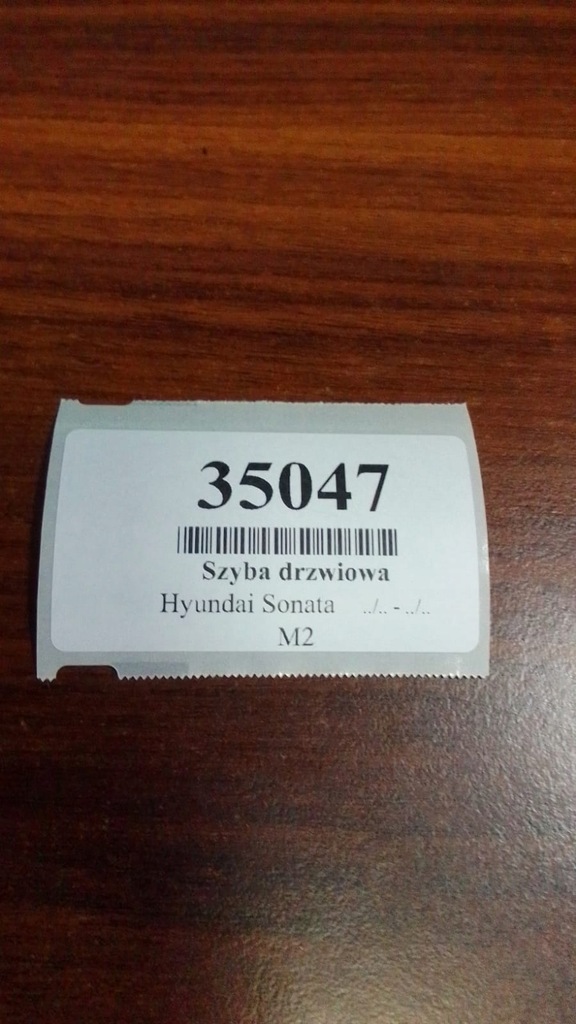 35047
Szyba drzwiowa
Hyundai Sonata ../.. - ../..
M2